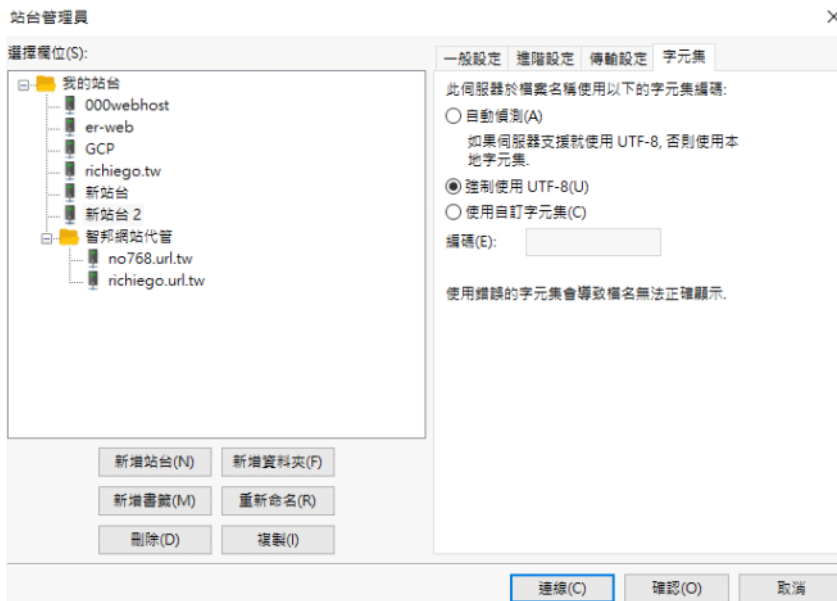 站台管理員
選擇欄位(S):
我的站台
000webhost
er-web
GCP
richiego.tw
新站台
新站台 2
智邦網站代管
no768.url.tw
richiego.url.tw
新增站台(N)
新增資料夾(F)
新增書籤(M)
重新命名(R)
刪除(D)
複製(I)
一般設定
進階設定
傳輸設定
字元集
此伺服器於檔案名稱使用以下的字元集編碼:
自動偵測(A)
如果伺服器支援就使用 UTF-8, 否則使用本
地字元集.
強制使用 UTF-8(U)
使用自訂字元集(C)
編碼(E):
使用錯誤的字元集會導致檔名無法正確顯示.
連線(C)
確認(O)
取消